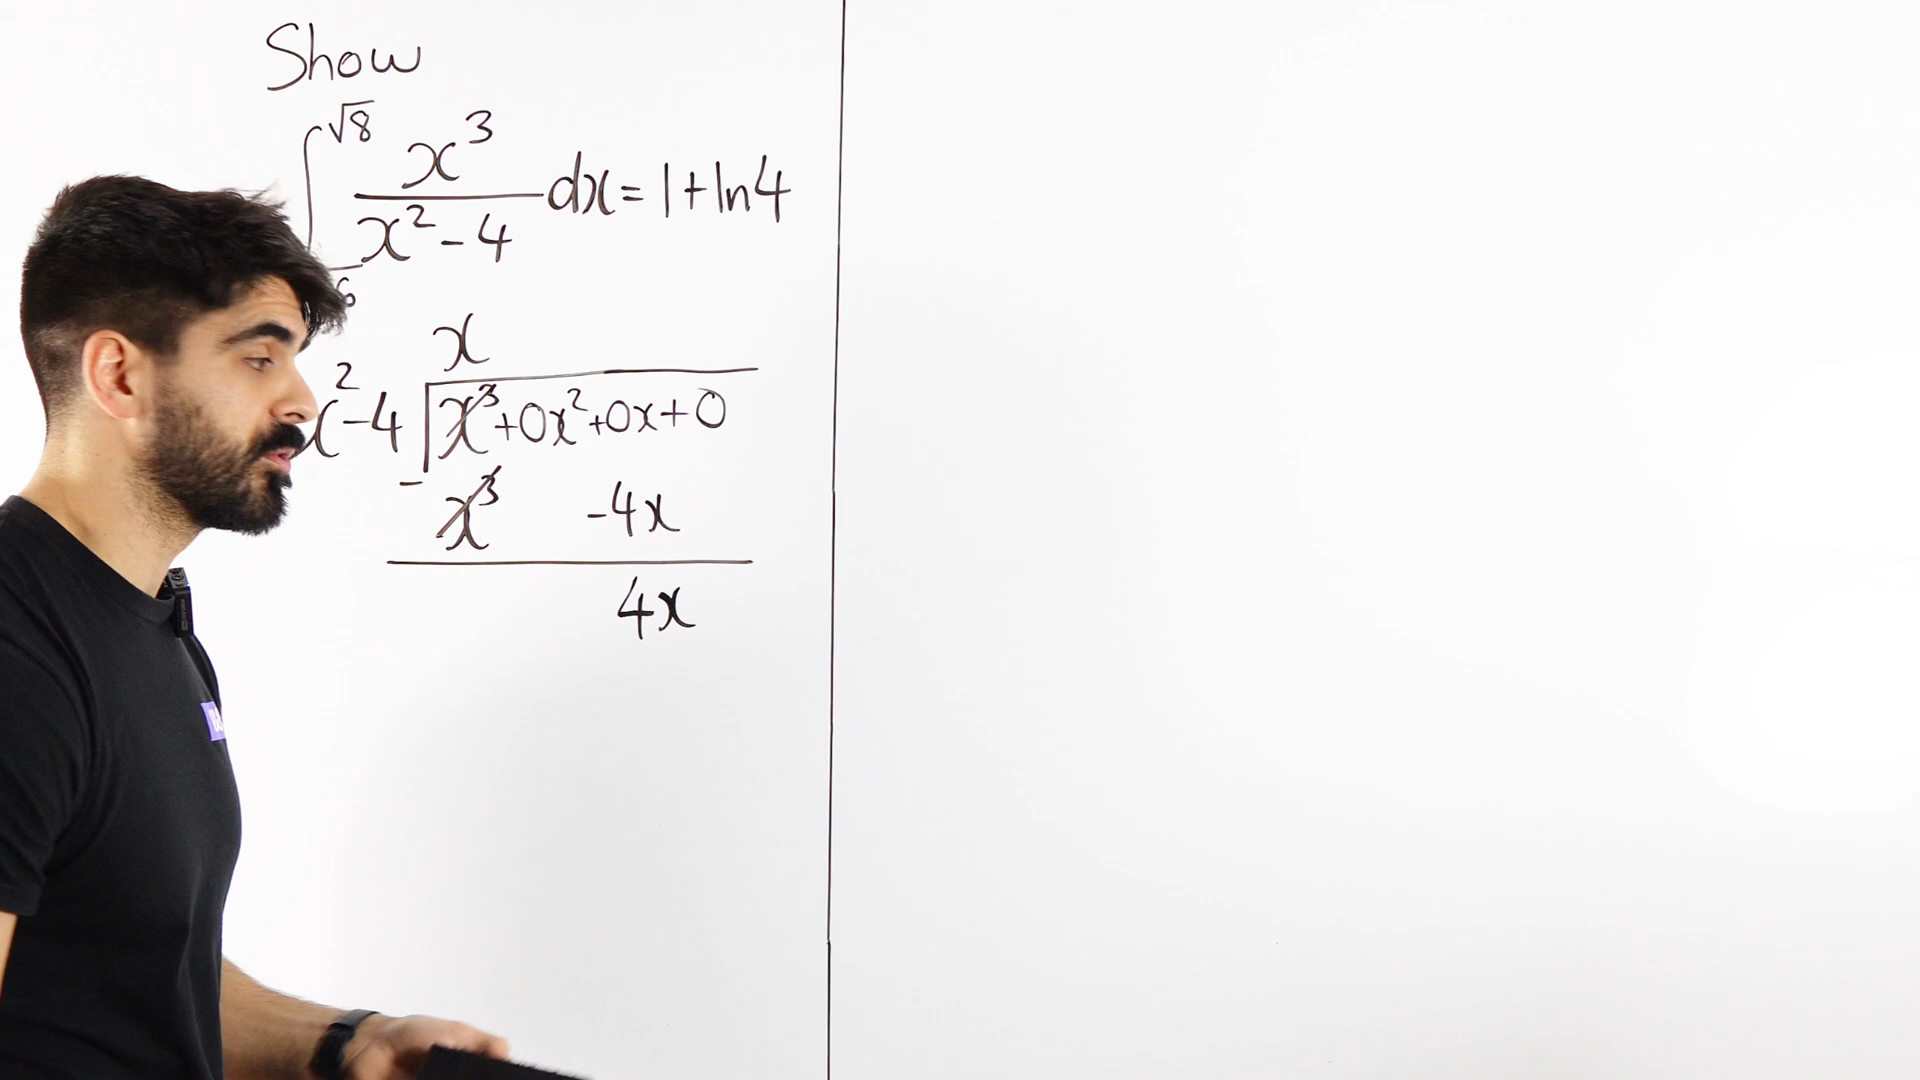 Show
∫ √8 x³ / x² - 4 dx = 1 + ln4
6
x
x² - 4 | x³ + 0x² + 0x + 0
- x³ - 4x
4x